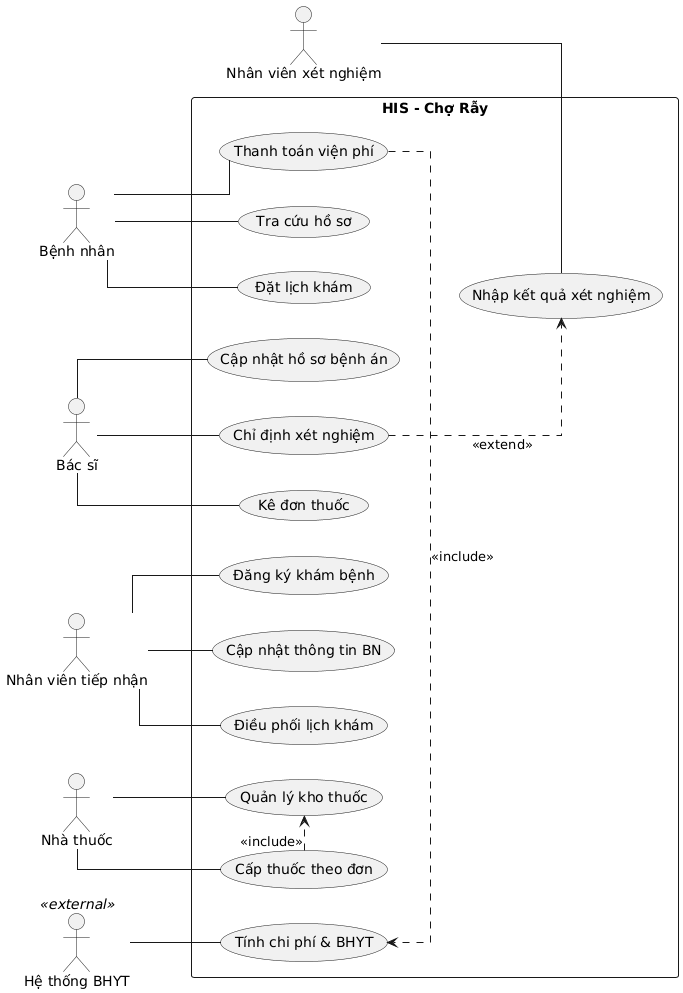 Nhân viên xét nghiệm
HIS - Chợ Rẫy
Thanh toán viện phí
Tra cứu hồ sơ
Bệnh nhân
Đặt lịch khám
Nhập kết quả xét nghiệm
Cập nhật hồ sơ bệnh án
Chỉ định xét nghiệm
«extend»
Bác sĩ
Kê đơn thuốc
«include»
Đăng ký khám bệnh
Cập nhật thông tin BN
Nhân viên tiếp nhận
Điều phối lịch khám
Quản lý kho thuốc
Nhà thuốc
«include»
Cấp thuốc theo đơn
«external»
Tính chi phí & BHYT
Hệ thống BHYT